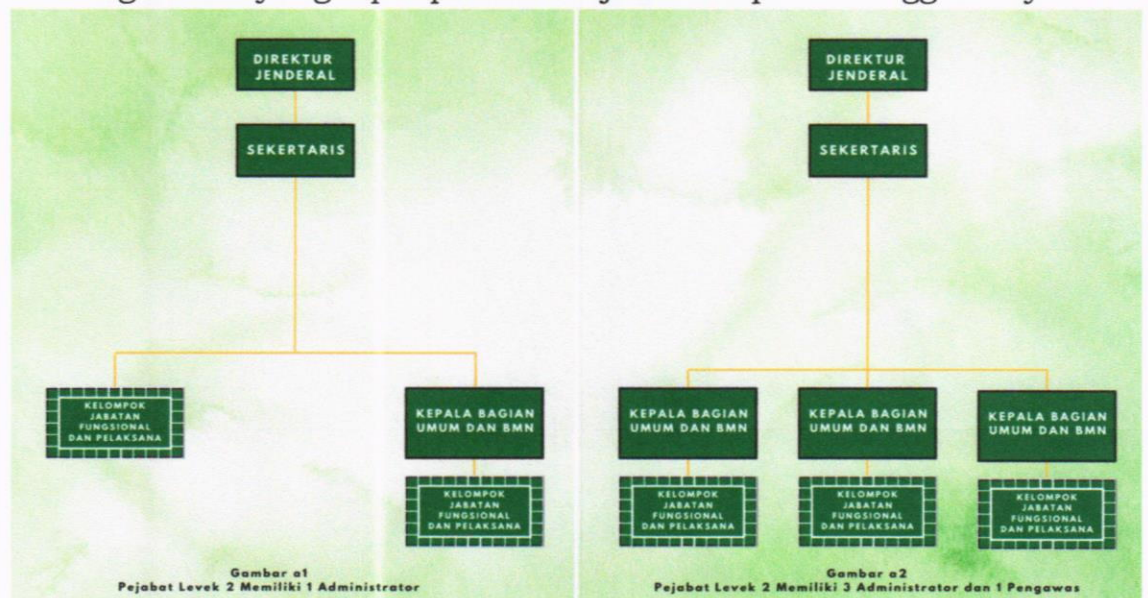 DIREKTUR
JENDERAL
SEKERTARIS
KELOMPOK
JABATAN
FUNGSIONAL
DAN PELAKSANA
KEPALA BAGIAN
UMUM DAN BMN
KELOMPOK
JABATAN
FUNGSIONAL
DAN PELAKSANA
Gambar a1
Pejabat Levek 2 Memiliki 1 Administrator
DIREKTUR
JENDERAL
SEKERTARIS
KEPALA BAGIAN
UMUM DAN BMN
KEPALA BAGIAN
UMUM DAN BMN
KEPALA BAGIAN
UMUM DAN BMN
KELOMPOK
JABATAN
FUNGSIONAL
DAN PELAKSANA
KELOMPOK
JABATAN
FUNGSIONAL
DAN PELAKSANA
KELOMPOK
JABATAN
FUNGSIONAL
DAN PELAKSANA
Gambar a2
Pejabat Levek 2 Memiliki 3 Administrator dan 1 Pengawas